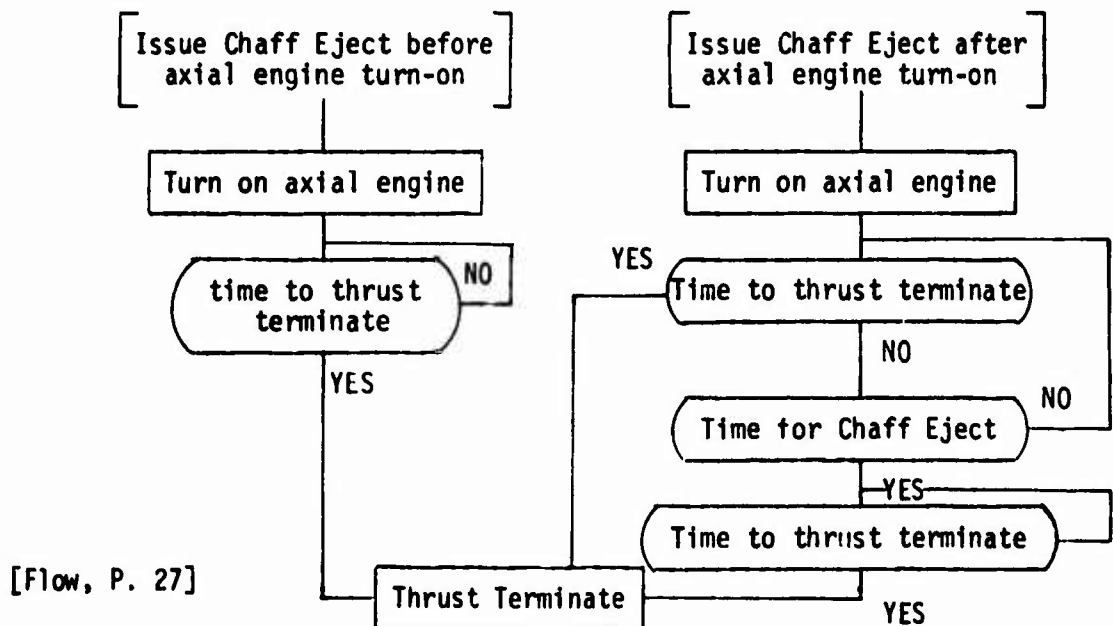 Issue Chaff Eject before
axial engine turn-on
Turn on axial engine
NO
time to thrust
terminate
YES
Issue Chaff Eject after
axial engine turn-on
Turn on axial engine
YES
Time to thrust terminate
NO
Time for Chaff Eject
NO
YES
Time to thrust terminate
YES
[Flow, P. 27]
Thrust Terminate